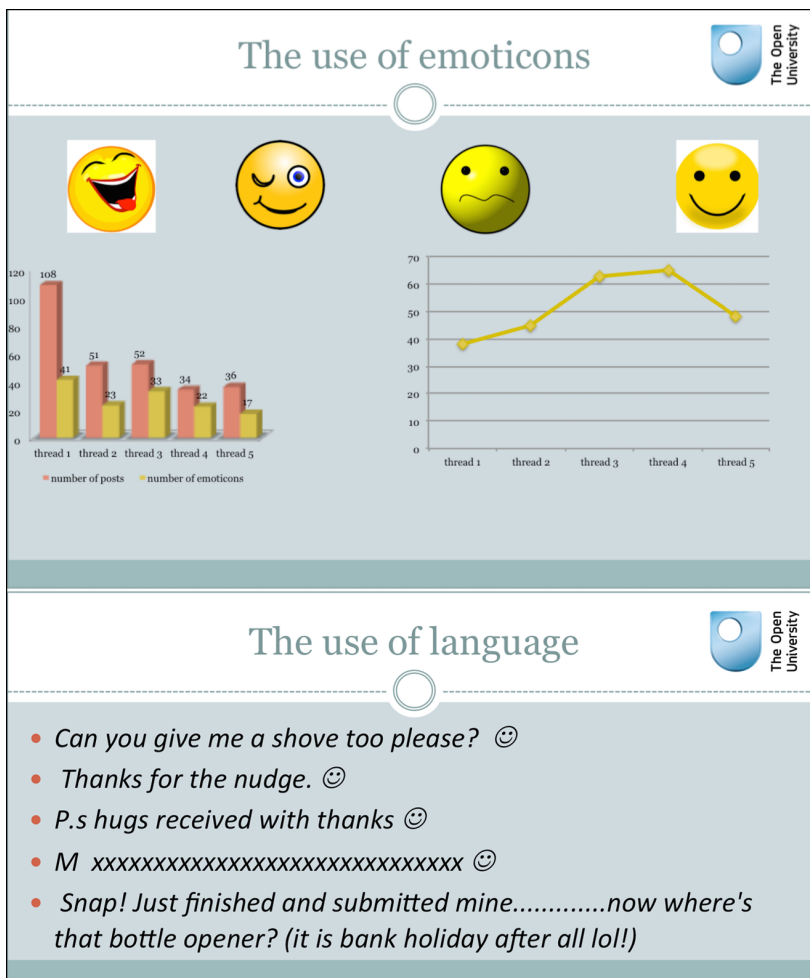 The use of emoticons
The Open
University
120
100
80
60
40
20
0
108
41
51
23
52
33
34
22
36
17
thread 1 thread 2 thread 3 thread 4 thread 5
number of posts number of emoticons
70
60
50
40
30
20
10
0
thread 1 thread 2 thread 3 thread 4 thread 5
The use of language
The Open
University
• Can you give me a shove too please? ☺
• Thanks for the nudge. ☺
• P.s hugs received with thanks ☺
• M xxxxxxxxxxxxxxxxxxxxxxxxxxxxxx ☺
• Snap! Just finished and submitted mine.............now where's
that bottle opener? (it is bank holiday after all lol!)